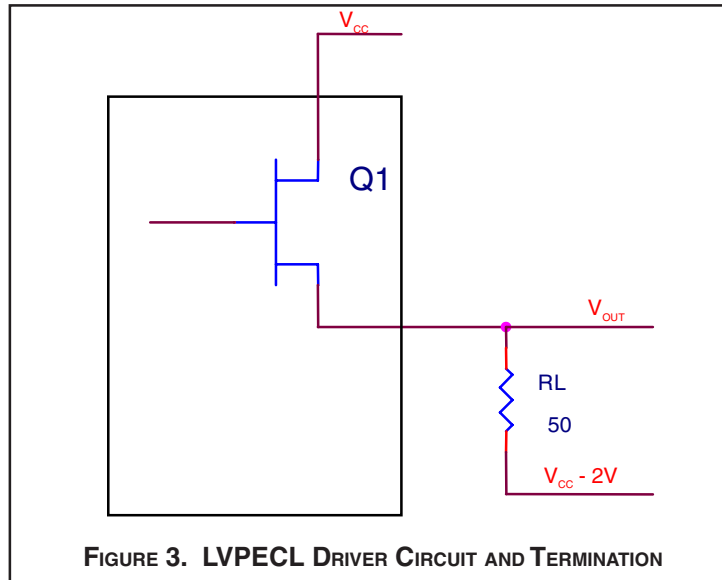 VCC
Q1
VOUT
RL
50
VCC - 2V
FIGURE 3. LVPECL DRIVER CIRCUIT AND TERMINATION